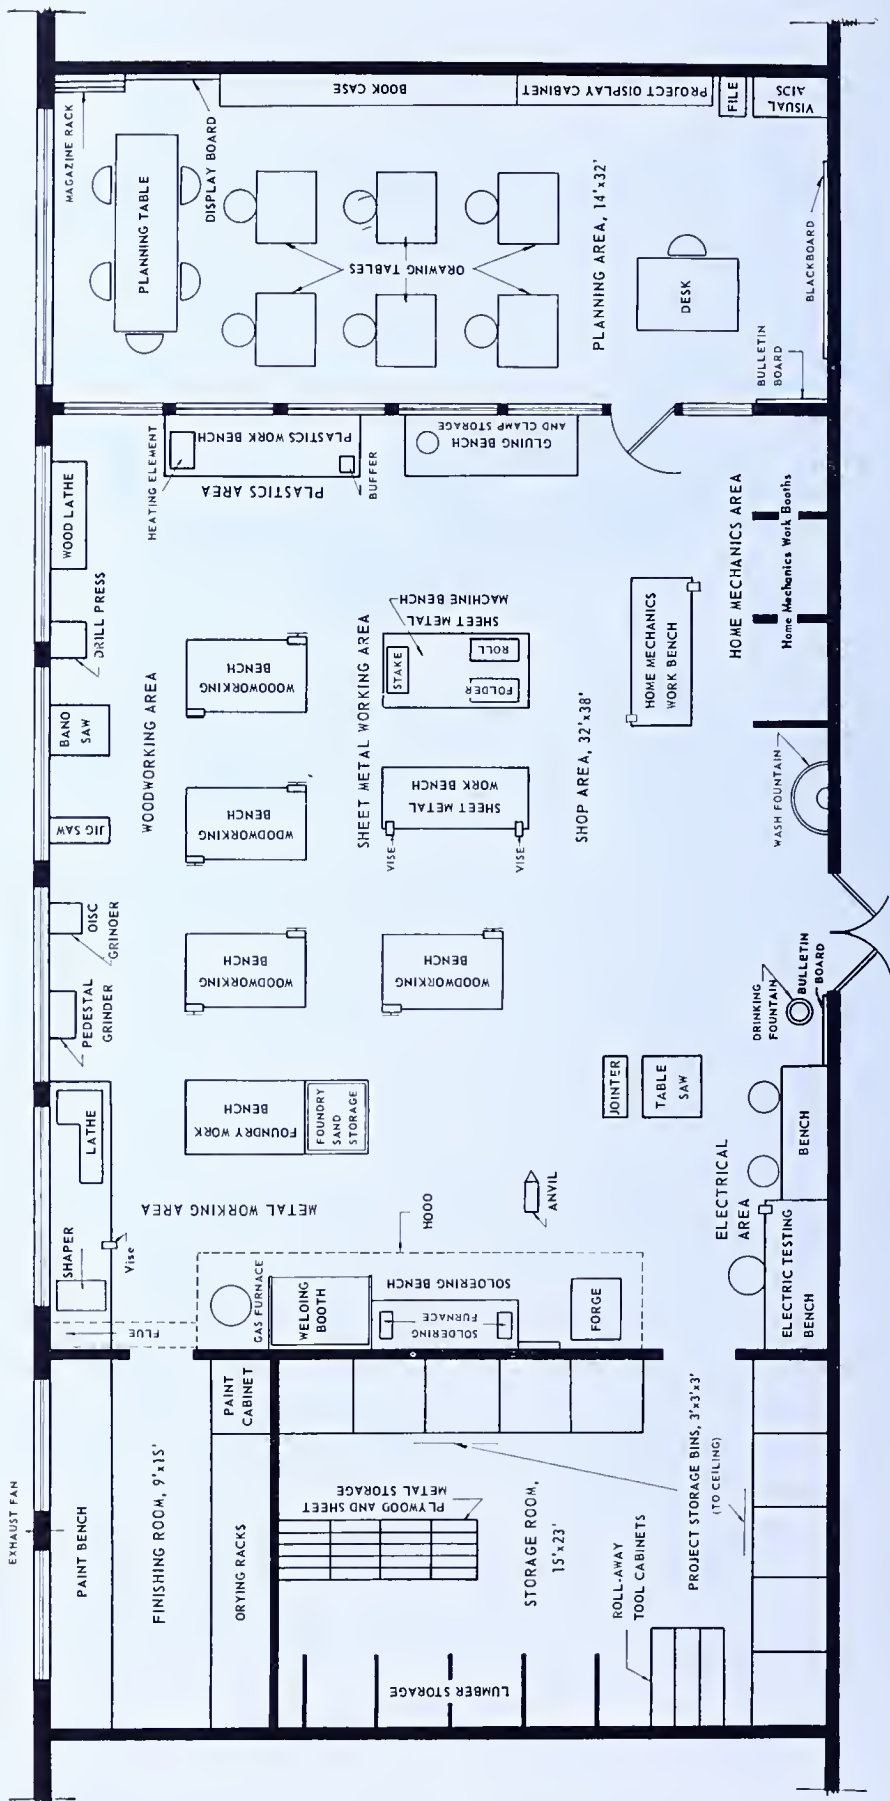 MAGAZINE RACK
DISPLAY BOARD
BOOK CASE
PROJECT DISPLAY CABINET
FILE
VISUAL
AIDS
PLANNING TABLE
DRAWING TABLES
PLANNING AREA, 14'x32'
DESK
BLACKBOARD
BULLETIN
BOARD
HEATING ELEMENT
PLASTICS WORK BENCH
PLASTICS AREA
BUFFER
GLUING BENCH
AND CLAMP STORAGE
WOOD LATHE
DRILL PRESS
BAND
SAW
JIG SAW
DISC
GRINDER
PEDESTAL
GRINDER
WOODWORKING AREA
WOODWORKING
BENCH
WOODWORKING
BENCH
WOODWORKING
BENCH
WOODWORKING
BENCH
SHEET METAL WORKING AREA
SHEET METAL
MACHINE BENCH
STAKE
ROLL
FOLDER
SHEET METAL
WORK BENCH
VISE
VISE
SHOP AREA, 32'x38'
HOME MECHANICS
WORK BENCH
HOME MECHANICS AREA
Home Mechanics Work Booths
WASH FOUNTAIN
DRINKING
FOUNTAIN
BULLETIN
BOARD
LATHE
SHAPER
Vise
FLUE
FOUNDRY WORK
BENCH
FOUNDRY
SAND
STORAGE
METAL WORKING AREA
HOOD
ANVIL
JOINTER
TABLE
SAW
ELECTRICAL
AREA
BENCH
ELECTRIC TESTING
BENCH
GAS FURNACE
WELDING
BOOTH
SOLDERING BENCH
SOLDERING
FURNACE
FORGE
EXHAUST FAN
PAINT BENCH
FINISHING ROOM, 9'x15'
PAINT
CABINET
DRYING RACKS
PLYWOOD AND SHEET
METAL STORAGE
STORAGE ROOM,
15'x23'
LUMBER STORAGE
ROLL-AWAY
TOOL CABINETS
PROJECT STORAGE BINS, 3'x3'x3'
(TO CEILING)